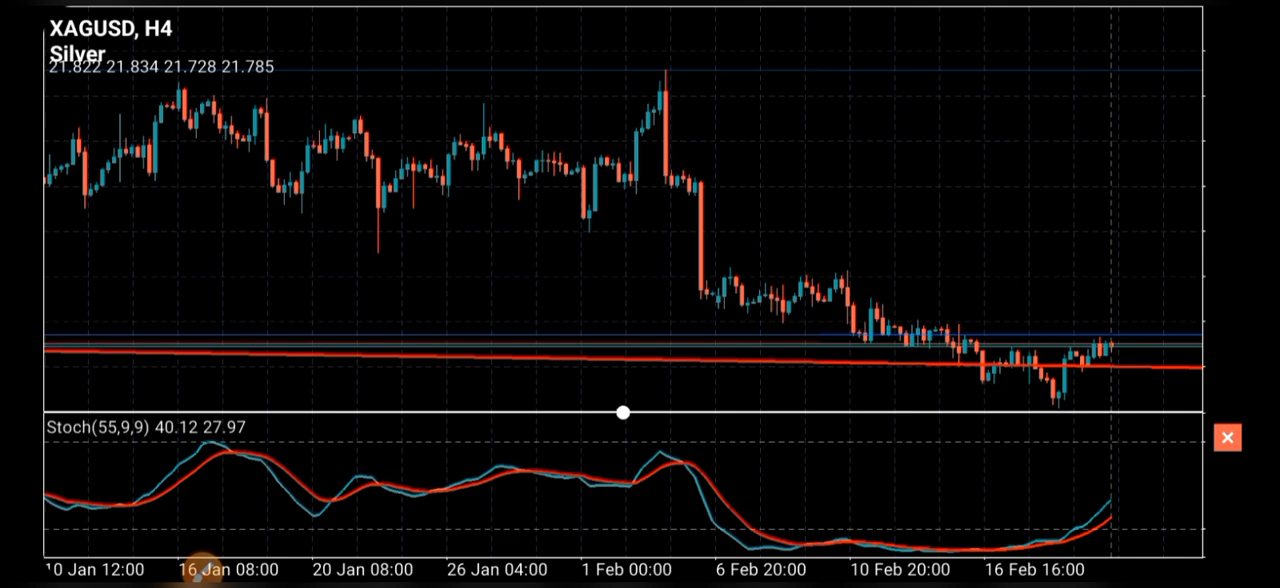 XAGUSD, H4
Silver
21.822 21.834 21.728 21.785
Stoch(55,9,9) 40.12 27.97
10 Jan 12:00 16 Jan 08:00 20 Jan 08:00 26 Jan 04:00 1 Feb 00:00 6 Feb 20:00 10 Feb 20:00 16 Feb 16:00